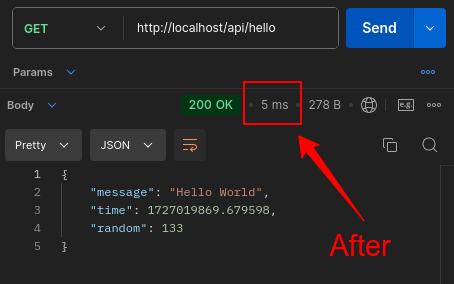 GET http://localhost/api/hello Send
Params
Body 200 OK 5 ms 278 B e.g.
Pretty JSON
1 {
2 "message": "Hello World",
3 "time": 1727019869.679598,
4 "random": 133
5 }
After